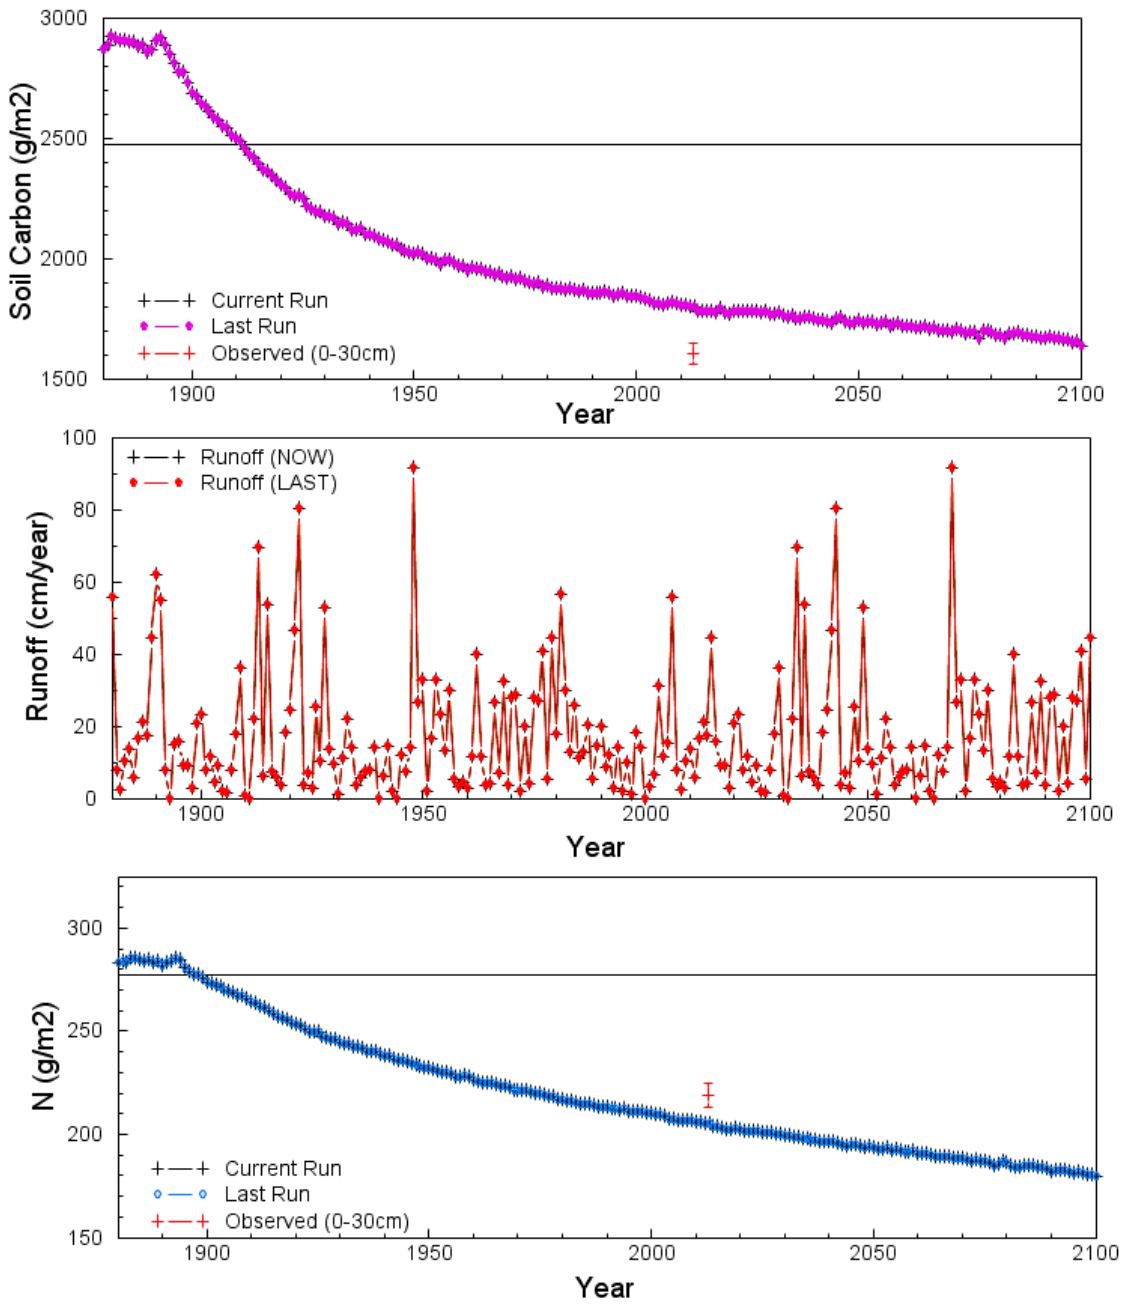 3000
2500
2000
1500
Soil Carbon (g/m2)
Current Run
Last Run
Observed (0-30cm)
1900 1950 2000 2050 2100
Year
100
80
60
40
20
0
Runoff (cm/year)
Runoff (NOW)
Runoff (LAST)
1900 1950 2000 2050 2100
Year
300
250
200
150
N (g/m2)
Current Run
Last Run
Observed (0-30cm)
1900 1950 2000 2050 2100
Year